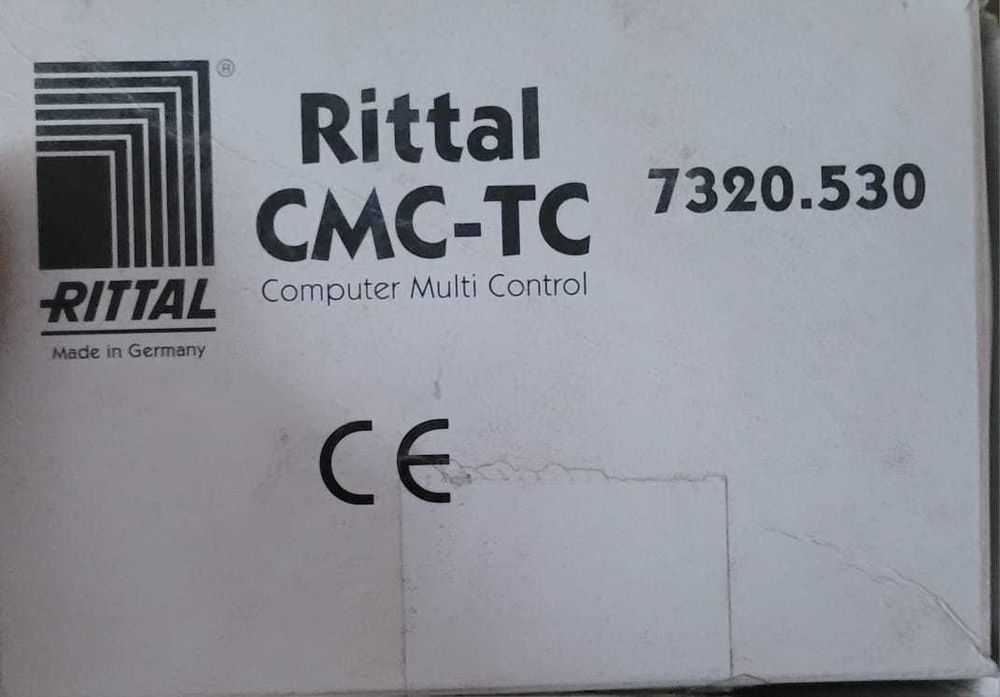 ®
Rittal
CMC-TC
7320.530
Computer Multi Control
RITTAL
Made in Germany
CE